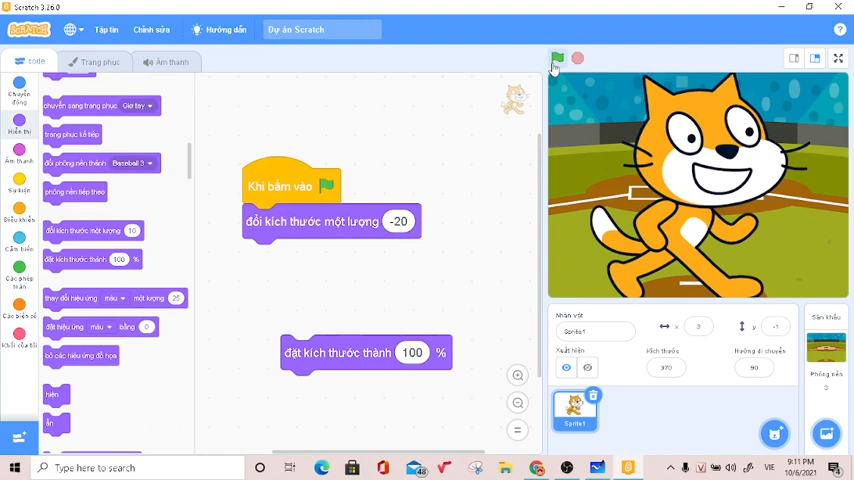 Scratch 3.26.0
SCRATCH Tập tin Chỉnh sửa Hướng dẫn Dự án Scratch
code Trang phục Âm thanh
Chuyển động
Hiển thị
Âm thanh
Sự kiện
Điều khiển
Cảm biến
Các phép toán
Các biến số
Khối của tôi
chuyển sang trang phục Gia tay
trang phục kế tiếp
đổi phông nền thành Baseball 3
phông nền tiếp theo
đổi kích thước một lượng 10
đặt kích thước thành 100 %
thay đổi hiệu ứng màu một lượng 25
đặt hiệu ứng màu bằng 0
bỏ các hiệu ứng đồ họa
hiện
ẩn
Khi bấm vào
đổi kích thước một lượng -20
đặt kích thước thành 100 %
Nhân vật
Sprite1
x 3
y -1
Xuất hiện
Kích thước
370
Hướng di chuyển
90
Sprite1
Sân khấu
Phông nền
3
Type here to search
48
VIE
9:11 PM
10/6/2021
4